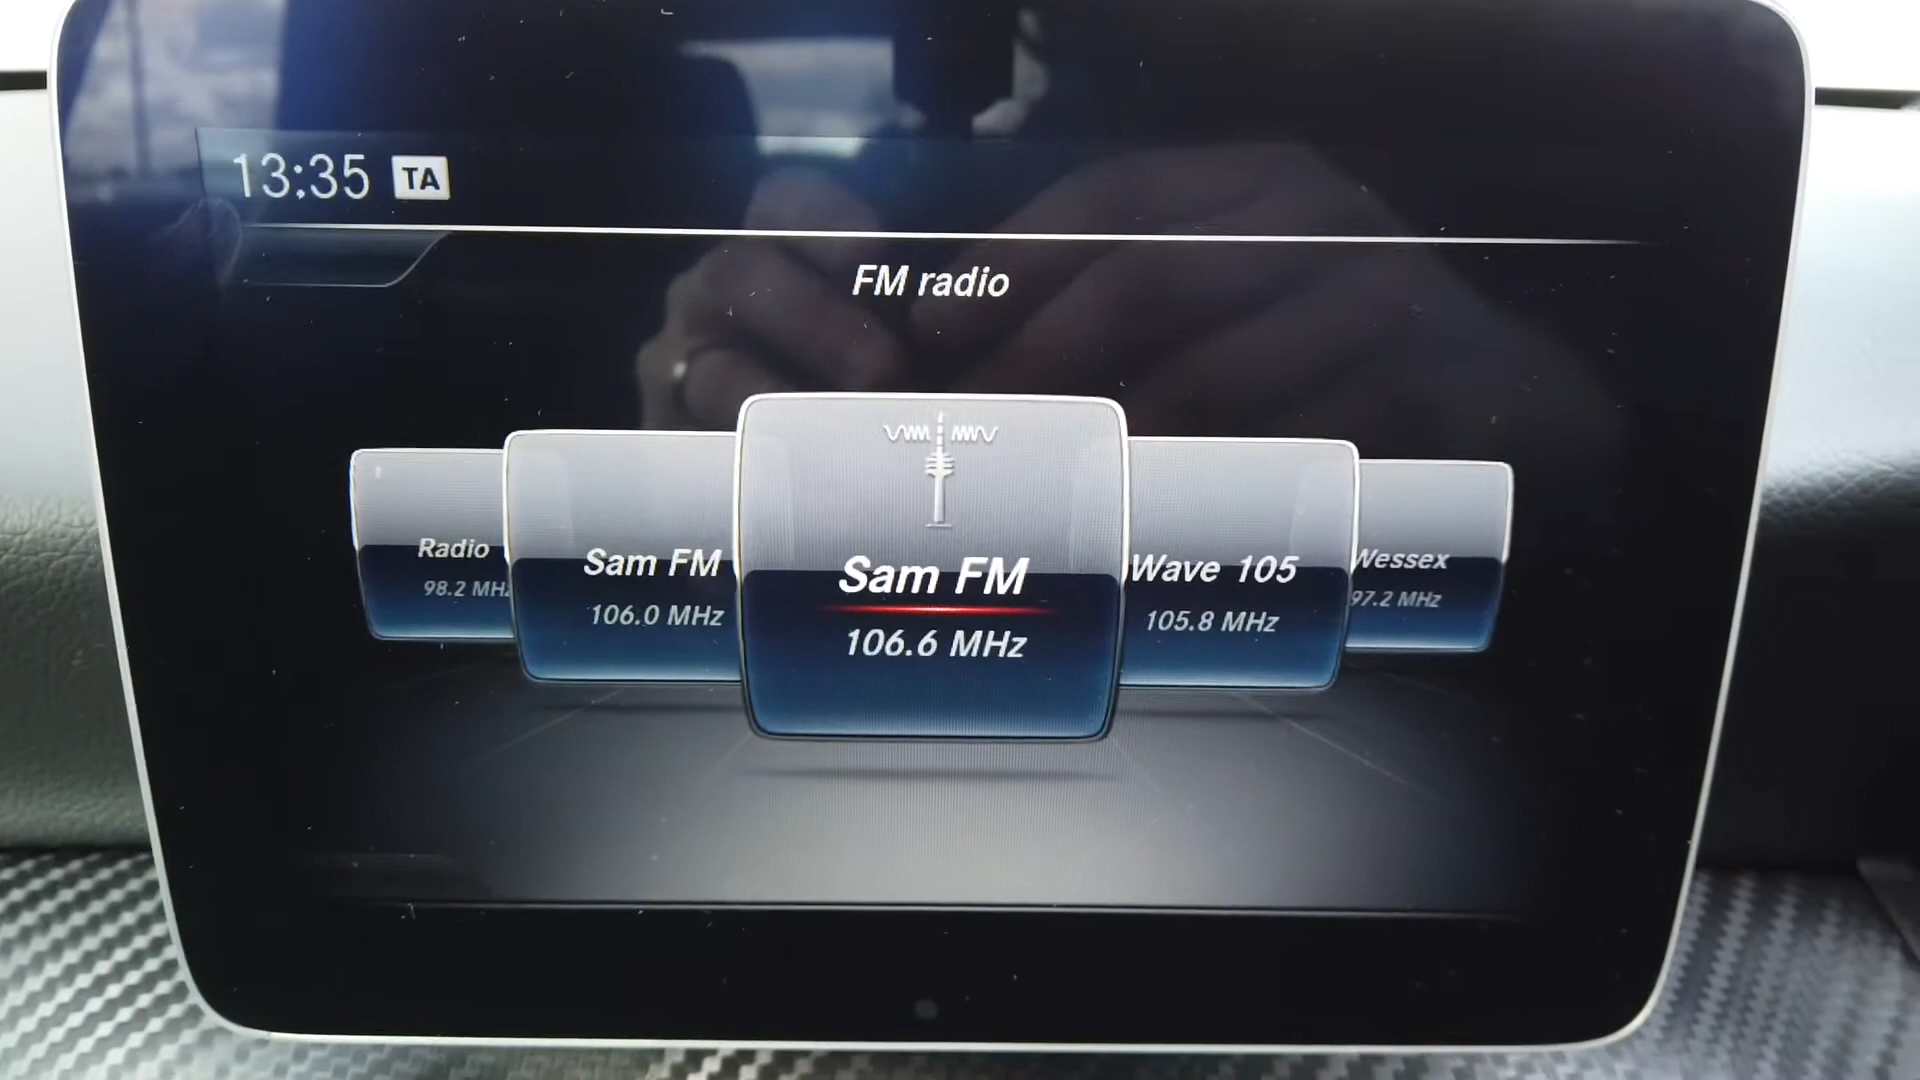 13:35 TA
FM radio
Radio
98.2 MHz
Sam FM
106.0 MHz
Sam FM
106.6 MHz
Wave 105
105.8 MHz
Wessex
97.2 MHz